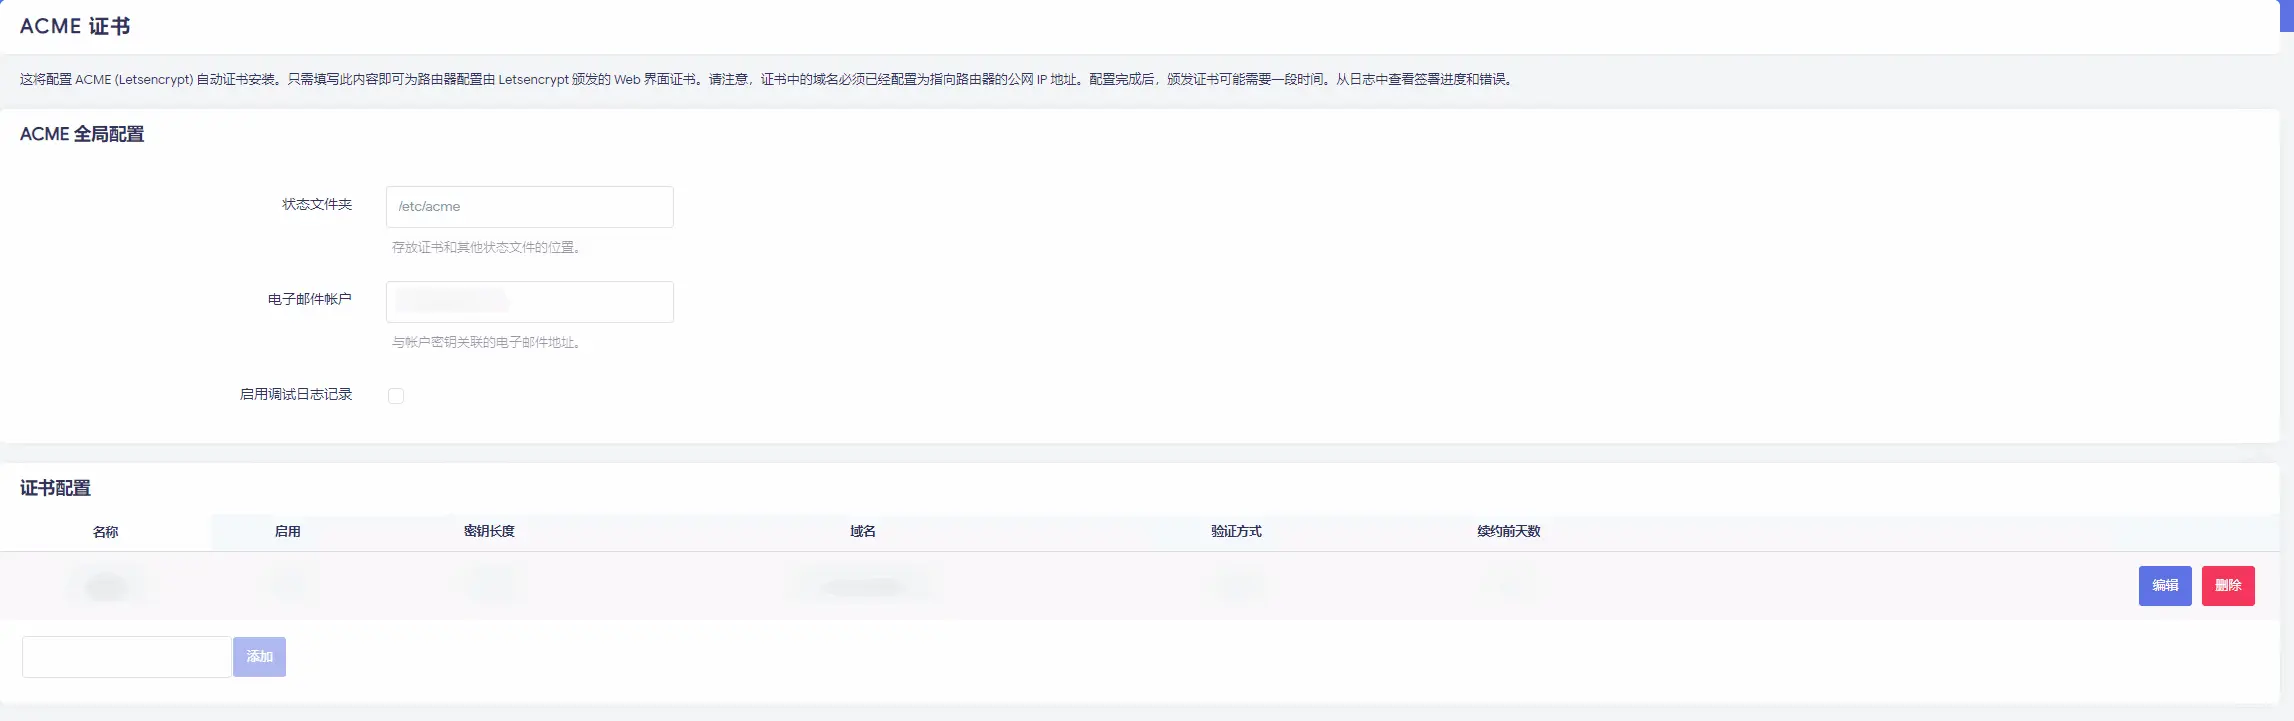 ACME 证书
这将配置 ACME (Letsencrypt) 自动证书安装。只需填写此内容即可为路由器配置由 Letsencrypt 颁发的 Web 界面证书。请注意，证书中的域名必须已经配置为指向路由器的公网 IP 地址。配置完成后，颁发证书可能需要一段时间。从日志中查看签署进度和错误。
ACME 全局配置
状态文件夹 /etc/acme
存放证书和其他状态文件的位置。
电子邮件帐户
与帐户密钥关联的电子邮件地址。
启用调试日志记录
证书配置
名称 启用 密钥长度 域名 验证方式 续约前天数
编辑 删除
添加